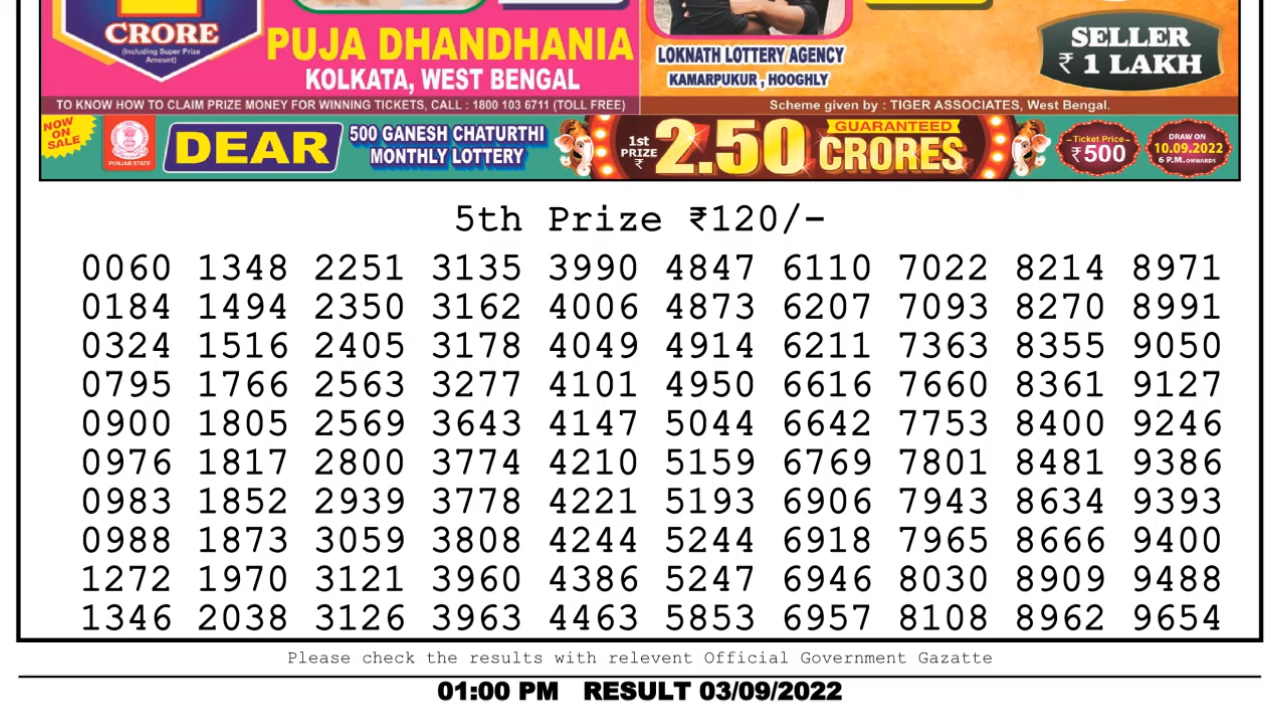 CRORE
(Including Super Prize
Amount)
PUJA DHANDHANIA
KOLKATA, WEST BENGAL
LOKNATH LOTTERY AGENCY
KAMARPUKUR, HOOGHLY
SELLER
₹ 1 LAKH
TO KNOW HOW TO CLAIM PRIZE MONEY FOR WINNING TICKETS, CALL : 1800 103 6711 (TOLL FREE)
Scheme given by : TIGER ASSOCIATES, West Bengal.
NOW
ON
SALE
PUNJAB STATE
DEAR
500 GANESH CHATURTHI
MONTHLY LOTTERY
1st
PRIZE
₹
2.50
GUARANTEED
CRORES
Ticket Price
₹500
DRAW ON
10.09.2022
6 P.M. ONWARDS
5th Prize ₹120/-
0060 1348 2251 3135 3990 4847 6110 7022 8214 8971
0184 1494 2350 3162 4006 4873 6207 7093 8270 8991
0324 1516 2405 3178 4049 4914 6211 7363 8355 9050
0795 1766 2563 3277 4101 4950 6616 7660 8361 9127
0900 1805 2569 3643 4147 5044 6642 7753 8400 9246
0976 1817 2800 3774 4210 5159 6769 7801 8481 9386
0983 1852 2939 3778 4221 5193 6906 7943 8634 9393
0988 1873 3059 3808 4244 5244 6918 7965 8666 9400
1272 1970 3121 3960 4386 5247 6946 8030 8909 9488
1346 2038 3126 3963 4463 5853 6957 8108 8962 9654
Please check the results with relevent Official Government Gazatte
01:00 PM RESULT 03/09/2022